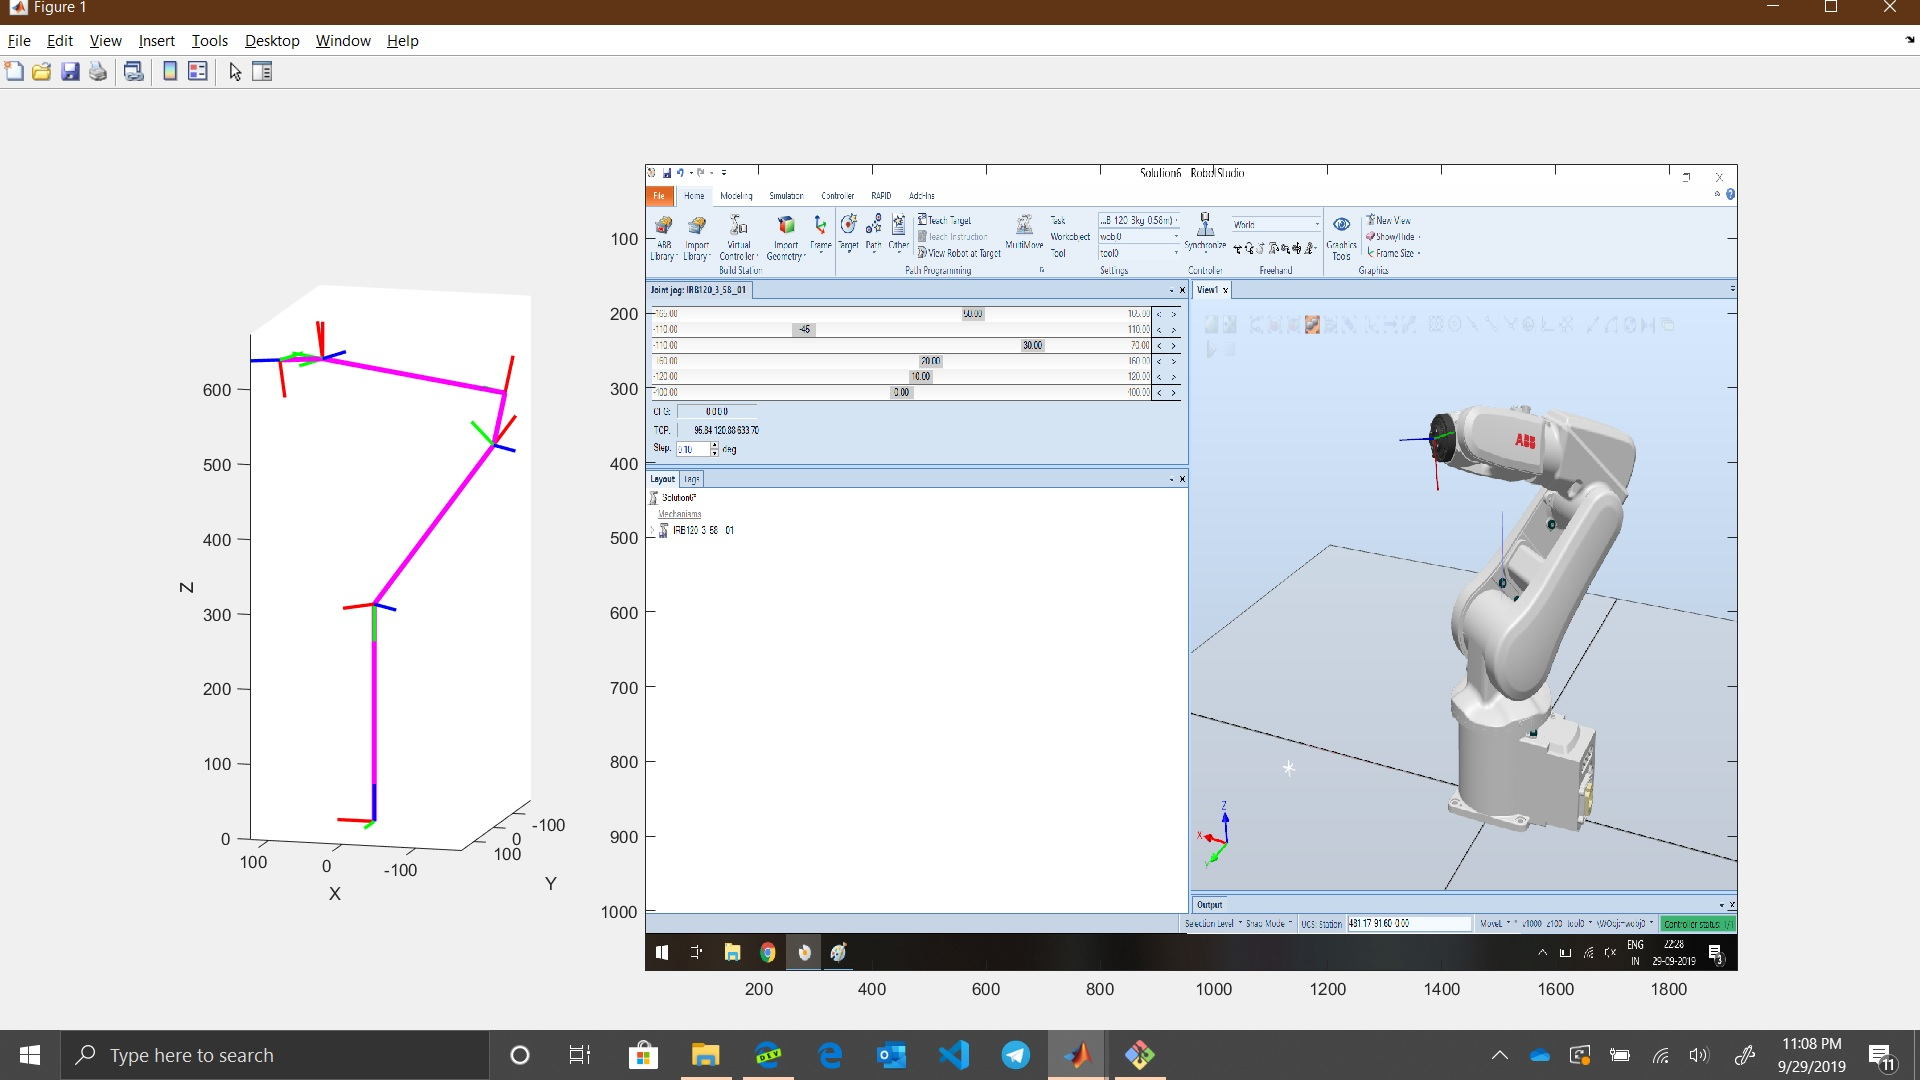 Figure 1
File Edit View Insert Tools Desktop Window Help
600
500
400
300
200
100
0
Z
100 0 -100
X
-100
0
100
Y
100
200
300
400
500
600
700
800
900
1000
200 400 600 800 1000 1200 1400 1600 1800
Solution6 RobotStudio
File Home Modeling Simulation Controller RAPID Add-Ins
ABB Library
Import Library
Virtual Controller
Import Geometry
Frame
Build Station
Target
Path
Other
Teach Target
Teach Instruction
View Robot at Target
Path Programming
MultiMove
Task
Workobject wobj0
Tool tool0
Settings
Synchronize
Controller
World
Freehand
Graphics Tools
New View
Show/Hide
Frame Size
Graphics
Joint jog: IRB120_3_58__01
-165.00 50.00 165.00 < >
-110.00 -45 110.00 < >
-110.00 30.00 70.00 < >
-160.00 20.00 160.00 < >
-120.00 10.00 120.00 < >
-400.00 0.00 400.00 < >
CFG: 0 0 0 0
TCP: 95.84 120.88 633.70
Step: 0.10 deg
Layout Tags
Solution6*
Mechanisms
IRB120_3_58__01
View1
ABB
Z
X
Y
Output
Selection Level Snap Mode UCS: Station 481.17 91.60 0.00 MoveL * v1000 z100 tool0 \WObj:=wobj0 Controller status: 1/1
ENG
IN
22:28
29-09-2019
3
Type here to search
DEV
11:08 PM
9/29/2019
11